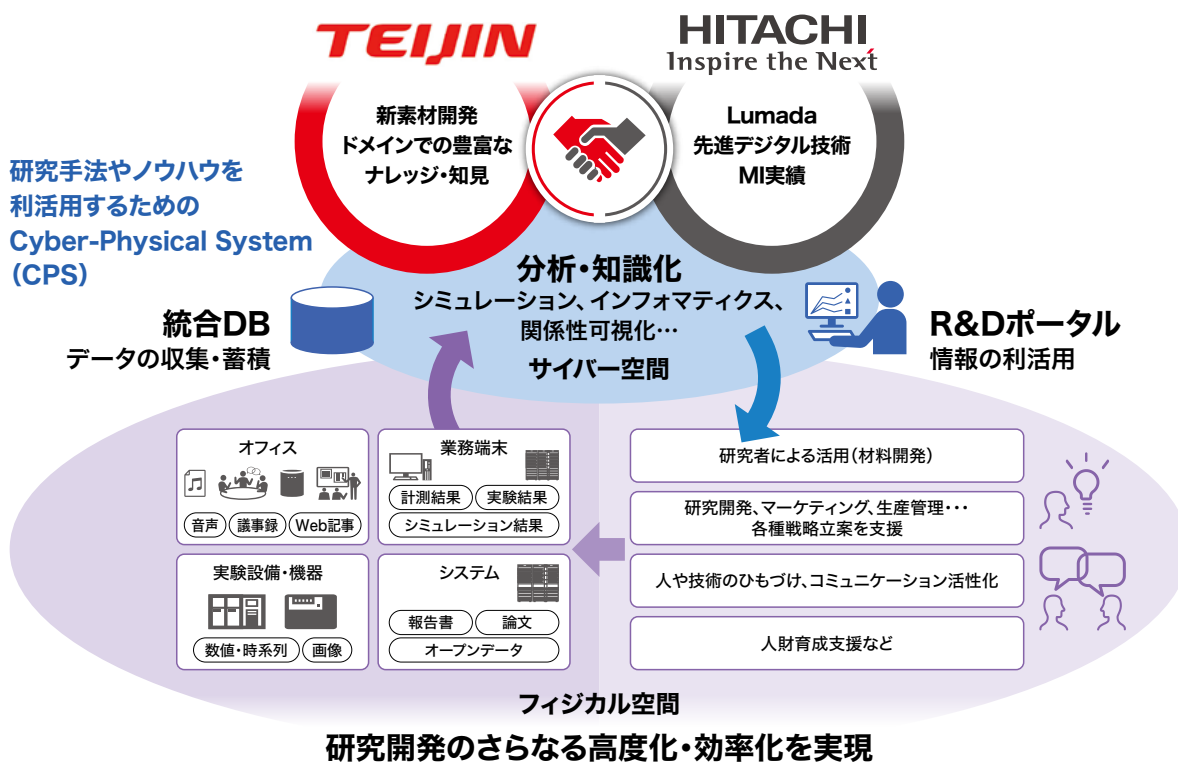 TEIJIN
HITACHI
Inspire the Next
新素材開発
ドメインでの豊富な
ナレッジ・知見
Lumada
先進デジタル技術
MI実績
研究手法やノウハウを
利活用するための
Cyber-Physical System
（CPS）
分析・知識化
シミュレーション、インフォマティクス、
関係性可視化…
サイバー空間
統合DB
データの収集・蓄積
R&Dポータル
情報の利活用
オフィス
音声
議事録
Web記事
業務端末
計測結果
実験結果
シミュレーション結果
実験設備・機器
数値・時系列
画像
システム
報告書
論文
オープンデータ
研究者による活用（材料開発）
研究開発、マーケティング、生産管理･･･
各種戦略立案を支援
人や技術のひもづけ、コミュニケーション活性化
人財育成支援など
フィジカル空間
研究開発のさらなる高度化・効率化を実現